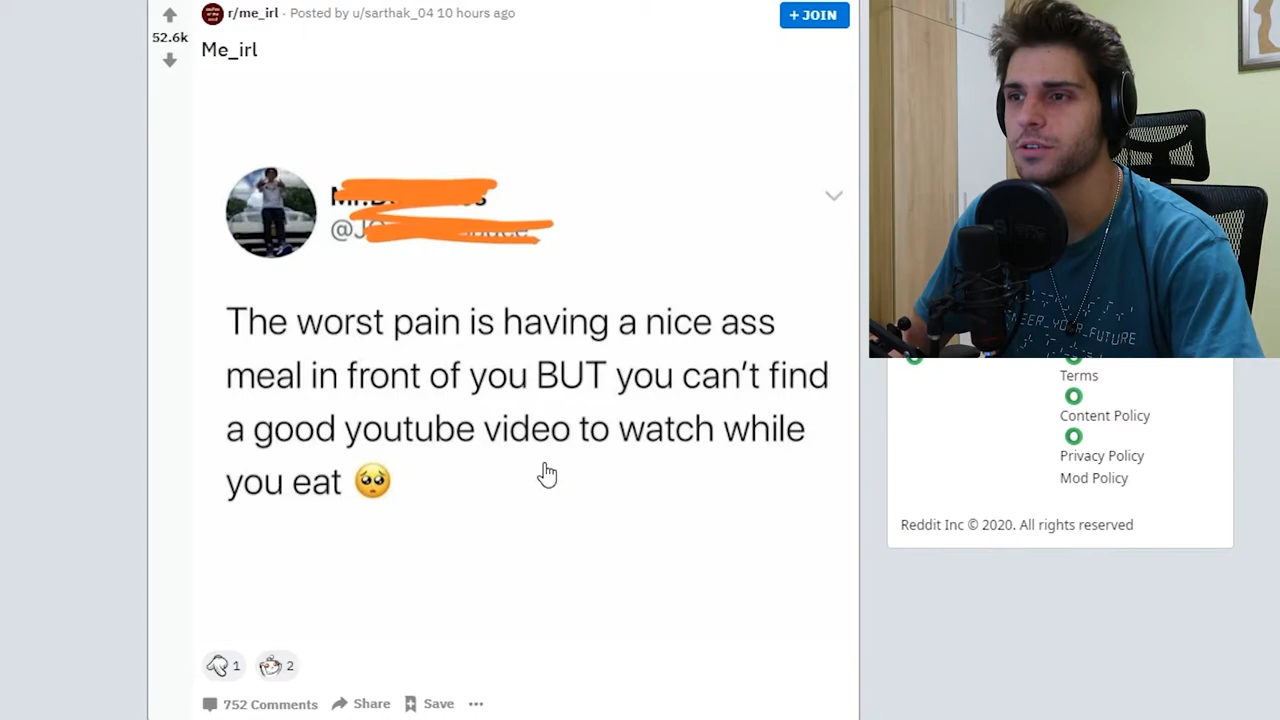 r/me_irl · Posted by u/sarthak_04 10 hours ago
+ JOIN
52.6k
Me_irl
The worst pain is having a nice ass
meal in front of you BUT you can't find
a good youtube video to watch while
you eat 🥺
YOUR_FUTURE
Terms
Content Policy
Privacy Policy
Mod Policy
Reddit Inc © 2020. All rights reserved
1
2
752 Comments
Share
Save